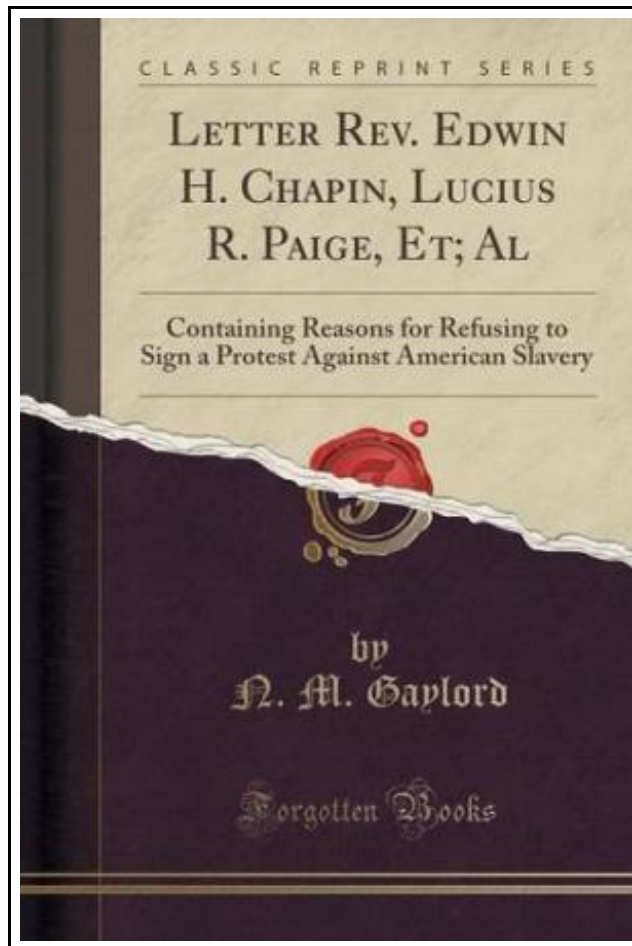 CLASSIC REPRINT SERIES
LETTER REV. EDWIN
H. CHAPIN, LUCIUS
R. PAIGE, ET; AL
Containing Reasons for Refusing to
Sign a Protest Against American Slavery
by
N. M. Gaylord
Forgotten Books